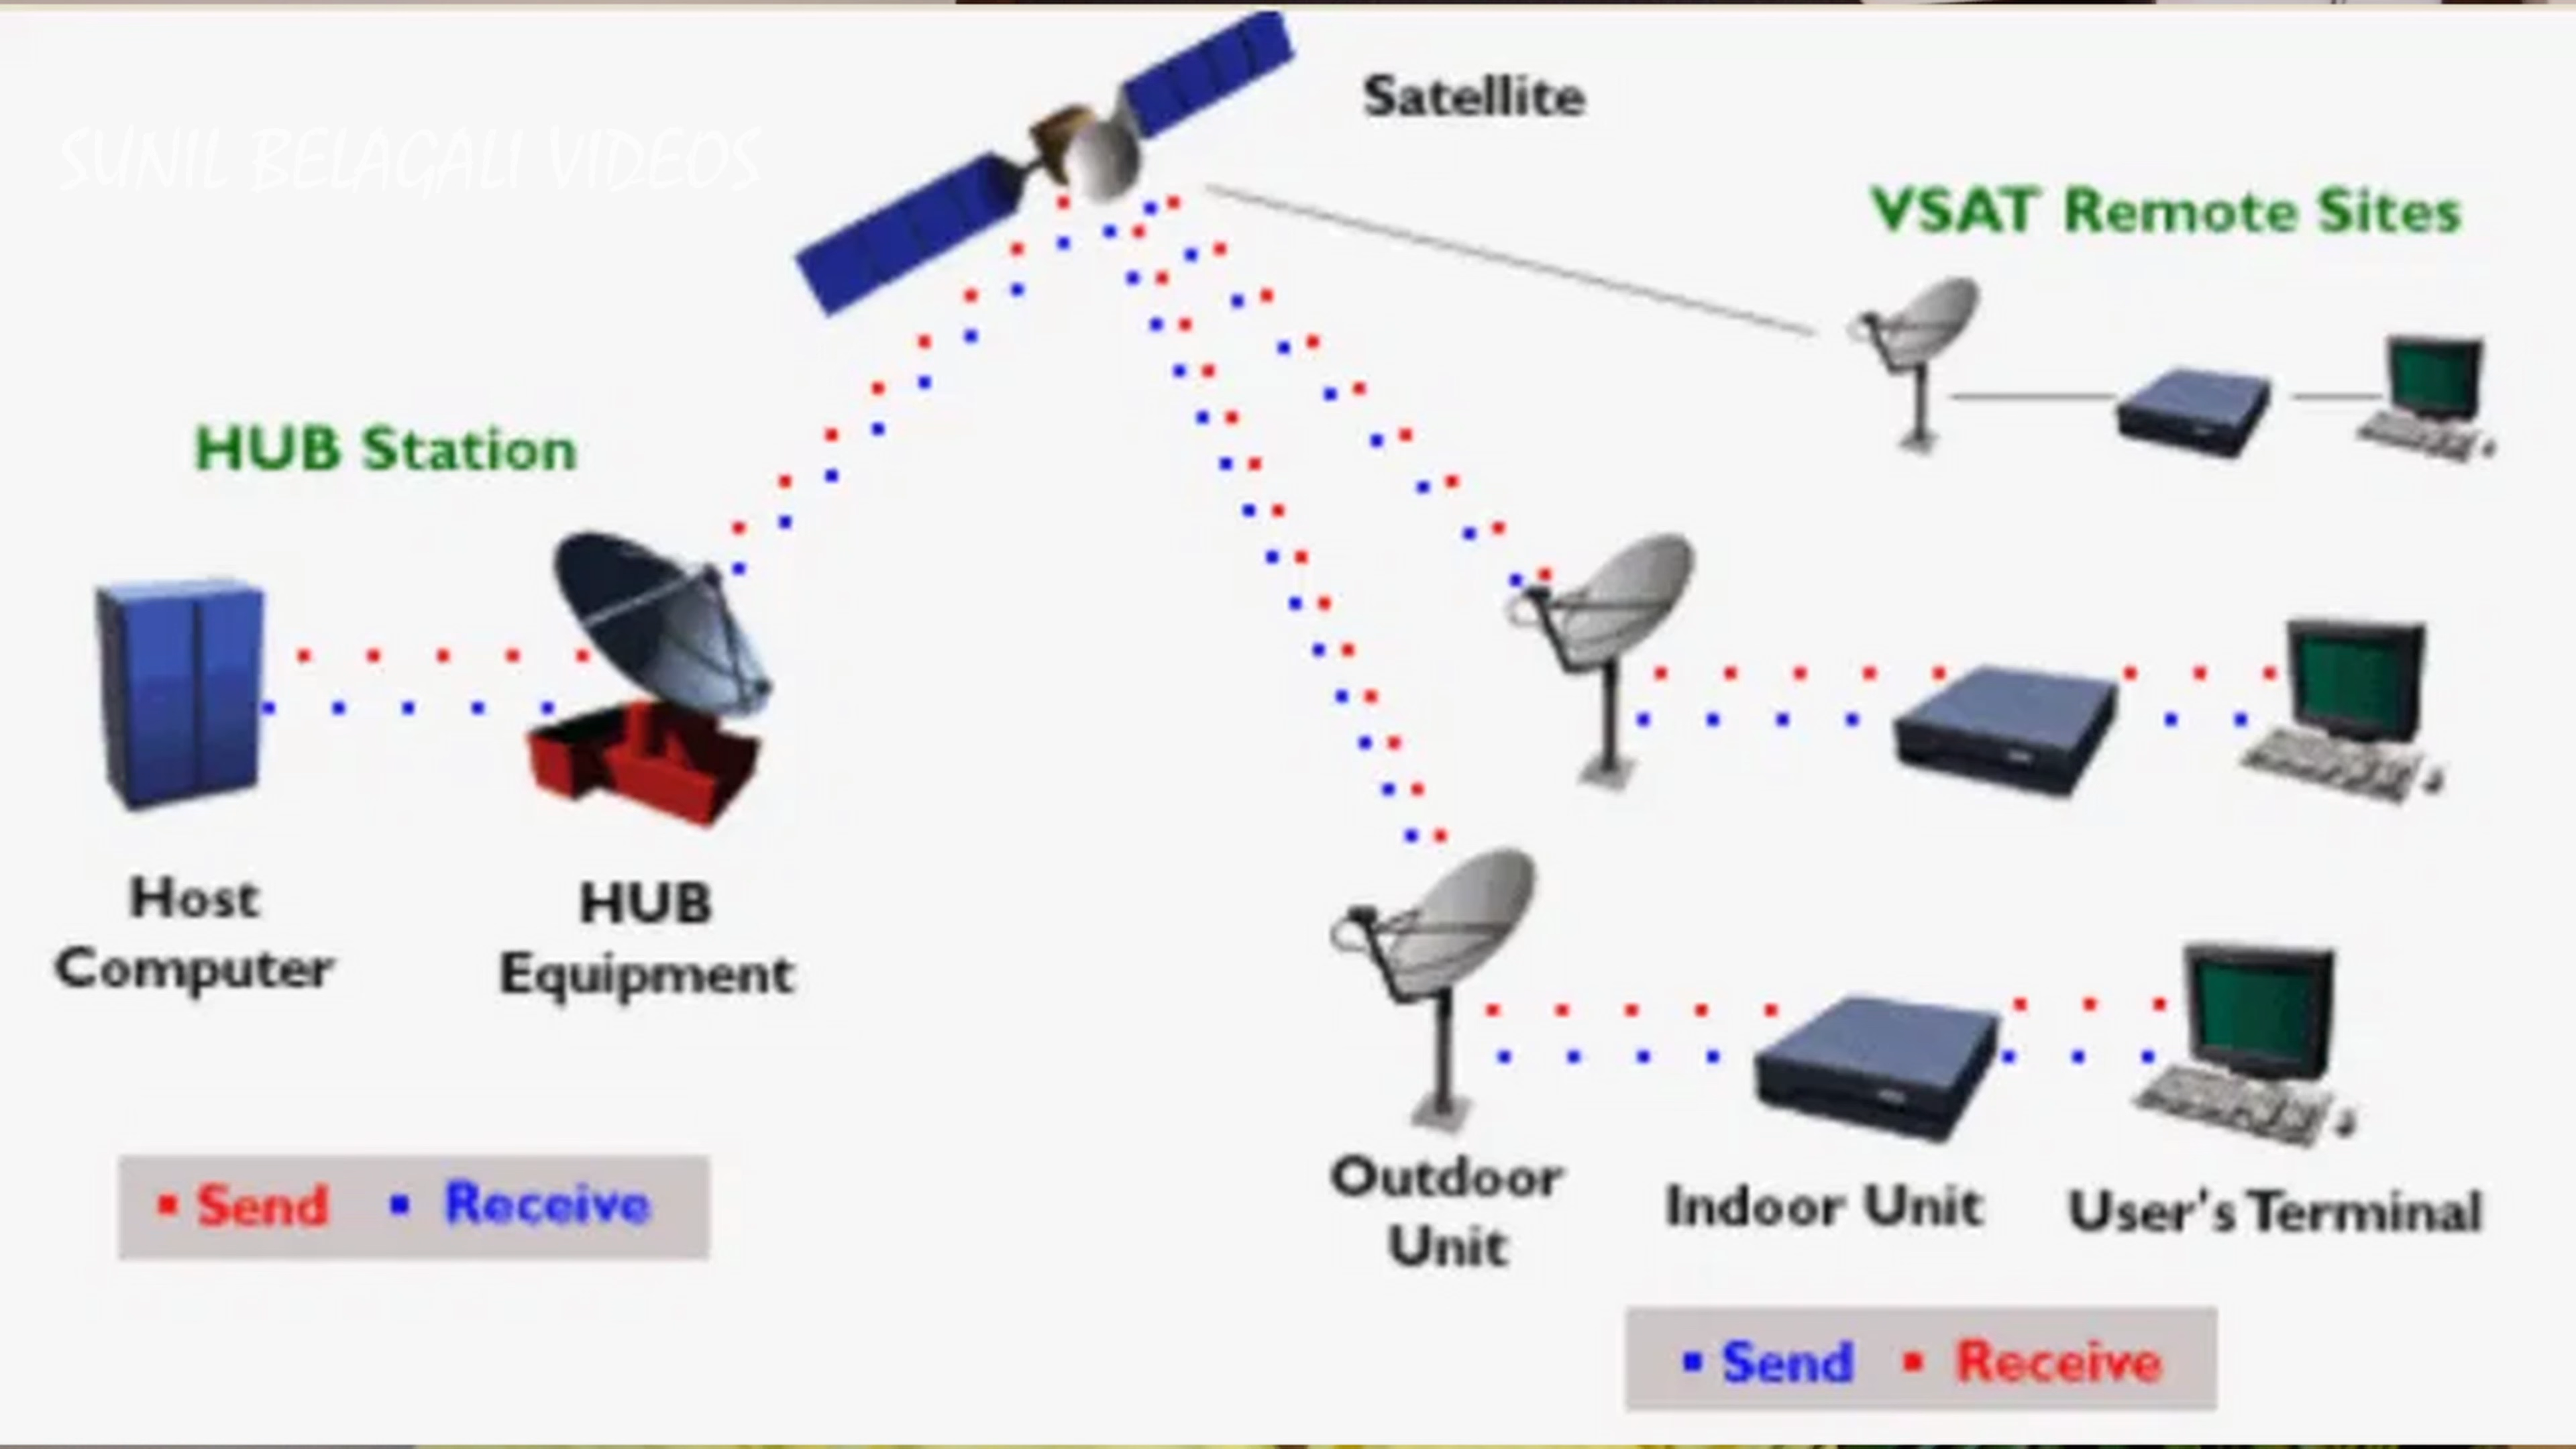 Satellite
SUNIL BELAGALI VIDEOS
VSAT Remote Sites
HUB Station
Host
Computer
HUB
Equipment
Outdoor
Unit
Indoor Unit
User's Terminal
Send Receive
Send Receive